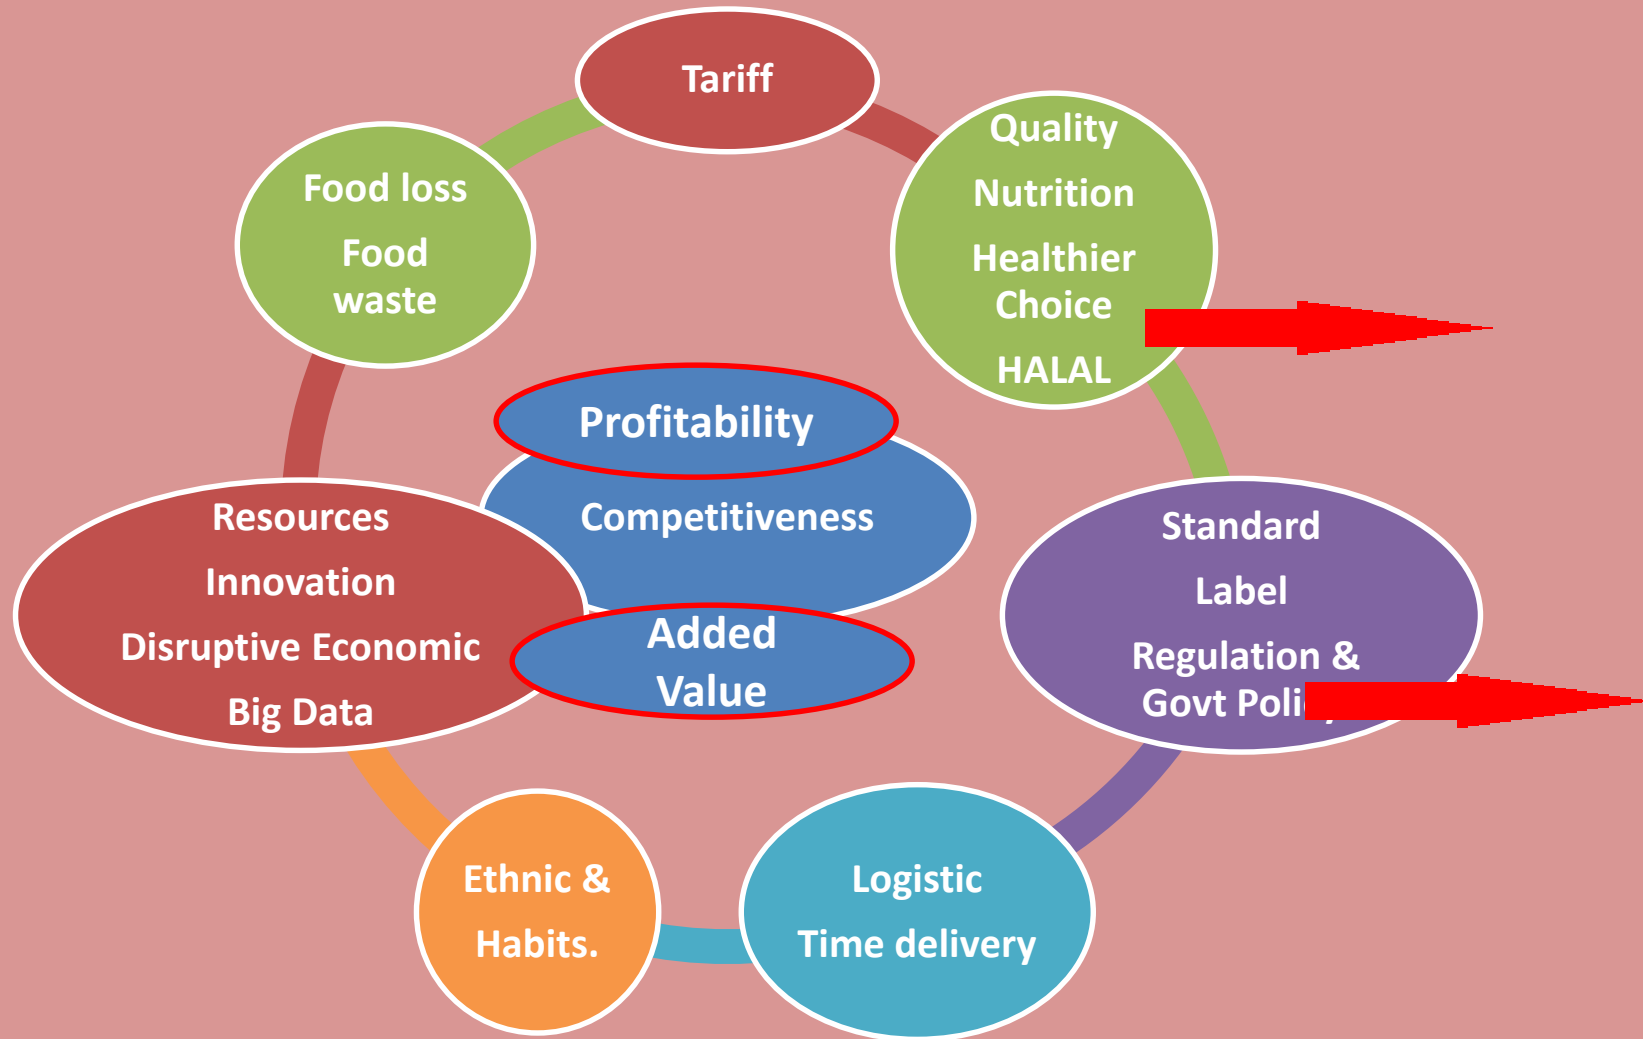 Tariff
Quality
Nutrition
Healthier
Choice
HALAL
Food loss
Food
waste
Profitability
Competitiveness
Added
Value
Resources
Innovation
Disruptive Economic
Big Data
Standard
Label
Regulation &
Govt Policy
Ethnic &
Habits.
Logistic
Time delivery